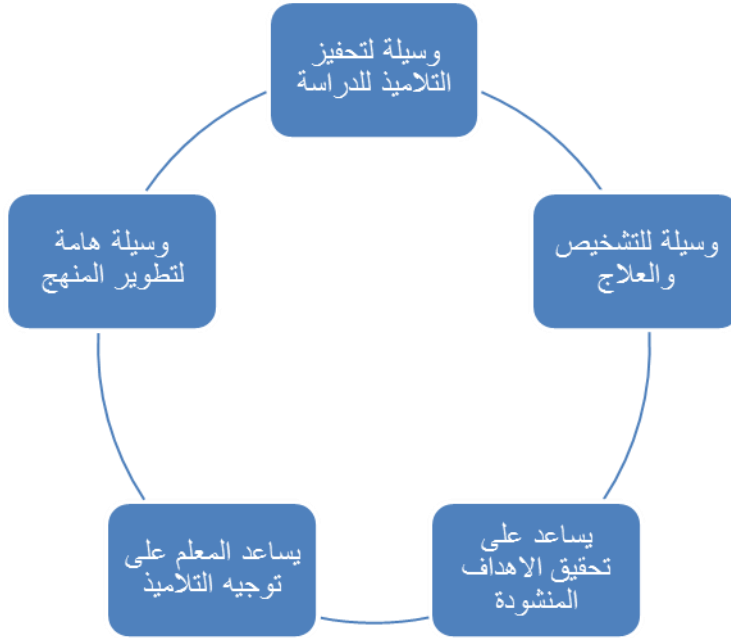 وسيلة لتحفيز
التلاميذ للدراسة
وسيلة للتشخيص
والعلاج
يساعد على
تحقيق الاهداف
المنشودة
يساعد المعلم على
توجيه التلاميذ
وسيلة هامة
لتطوير المنهج